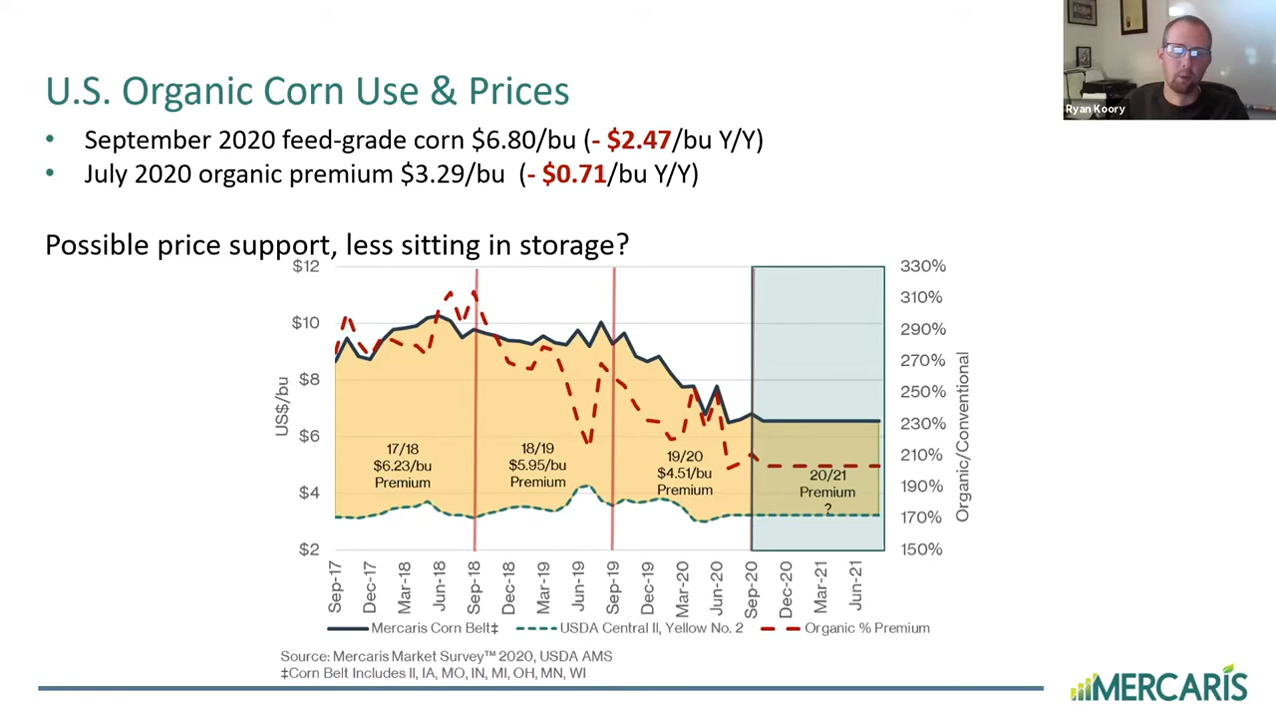 Ryan Koory
U.S. Organic Corn Use & Prices
• September 2020 feed-grade corn $6.80/bu (- $2.47/bu Y/Y)
• July 2020 organic premium $3.29/bu (- $0.71/bu Y/Y)
Possible price support, less sitting in storage?
US$/bu
$12
$10
$8
$6
$4
$2
17/18
$6.23/bu
Premium
18/19
$5.95/bu
Premium
19/20
$4.51/bu
Premium
20/21
Premium
?
330%
310%
290%
270%
250%
230%
210%
190%
170%
150%
Organic/Conventional
Sep-17
Dec-17
Mar-18
Jun-18
Sep-18
Dec-18
Mar-19
Jun-19
Sep-19
Dec-19
Mar-20
Jun-20
Sep-20
Dec-20
Mar-21
Jun-21
Mercaris Corn Belt‡ USDA Central Il, Yellow No. 2 Organic % Premium
Source: Mercaris Market Survey™ 2020, USDA AMS
‡Corn Belt Includes Il, IA, MO, IN, MI, OH, MN, WI
MERCARIS